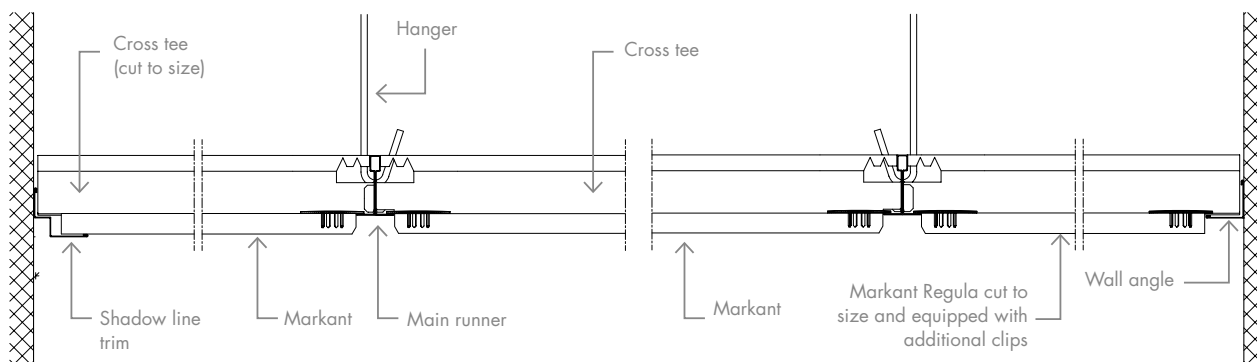 Hanger
Cross tee
(cut to size)
Cross tee
Wall angle
Markant Regula cut to
size and equipped with
additional clips
Markant
Shadow line
trim
Markant
Main runner